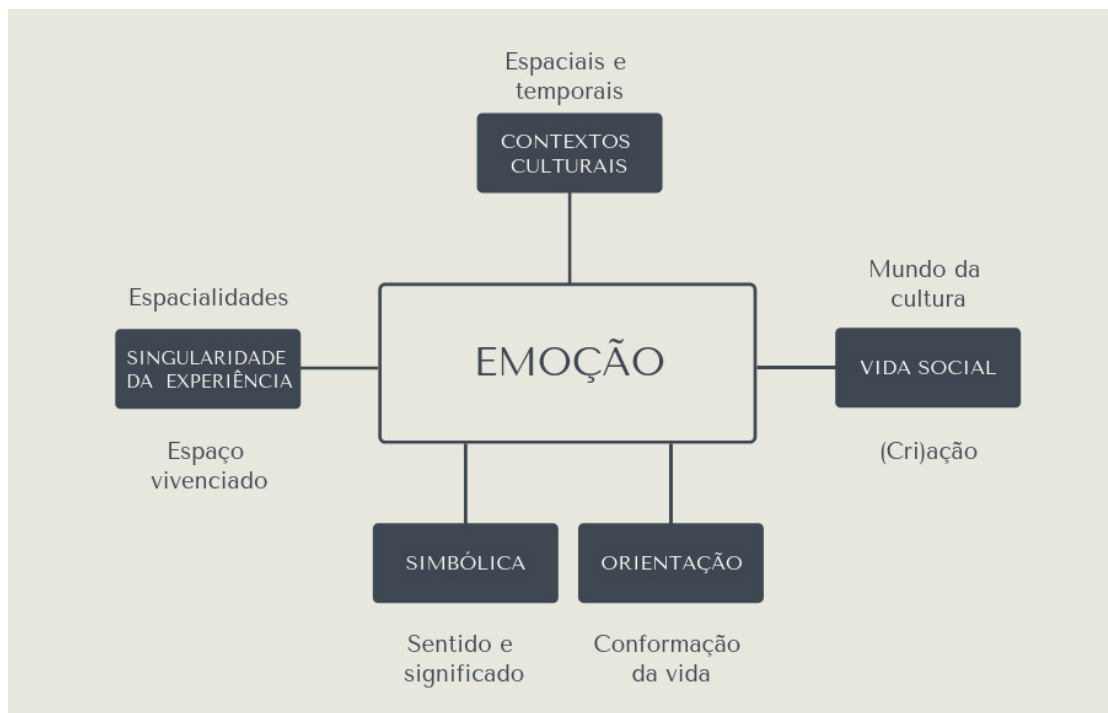 Espaciais e
temporais
CONTEXTOS
CULTURAIS
Mundo da
cultura
Espacialidades
EMOÇÃO
SINGULARIDADE
DA EXPERIÊNCIA
VIDA SOCIAL
Espaço
vivenciado
(Cri)ação
SIMBÓLICA
ORIENTAÇÃO
Sentido e
significado
Conformação
da vida